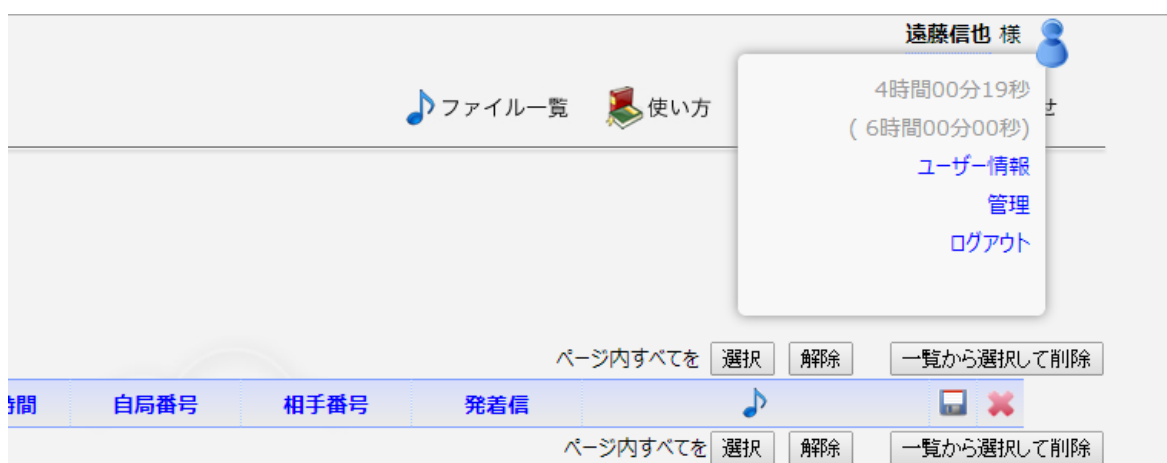 遠藤信也 様
4時間00分19秒
ファイル一覧 使い方 せ
( 6時間00分00秒)
ユーザー情報
管理
ログアウト
ページ内すべてを 選択 解除 一覧から選択して削除
時間 自局番号 相手番号 発着信
ページ内すべてを 選択 解除 一覧から選択して削除